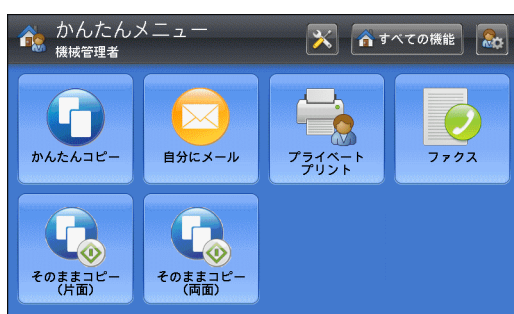 かんたんメニュー
機械管理者
すべての機能
かんたんコピー
自分にメール
プライベート
プリント
ファクス
そのままコピー
(片面)
そのままコピー
(両面)